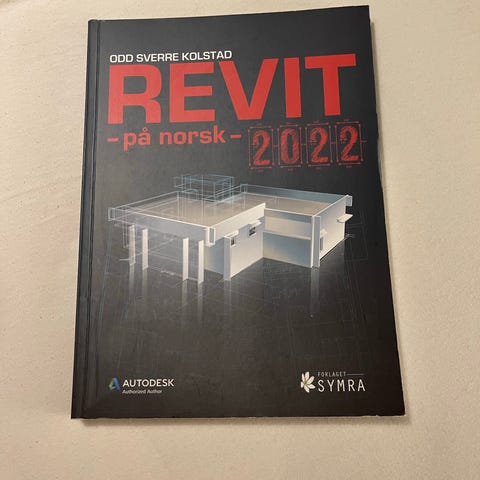 ODD SVERRE KOLSTAD
REVIT
- på norsk -
2022
AUTODESK
Authorized Author
FORLAGET
SYMRA